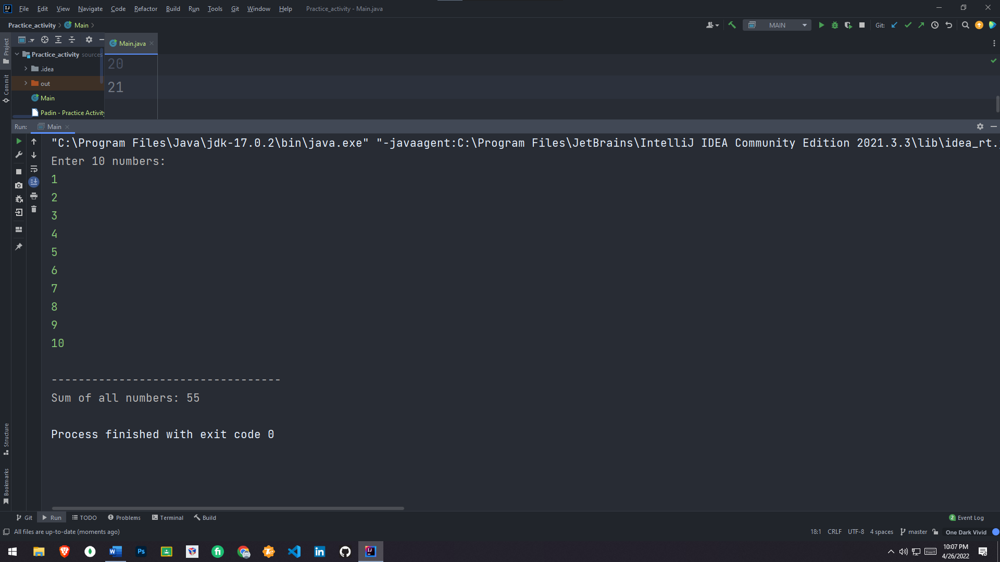 File Edit View Navigate Code Refactor Build Run Tools Git Window Help Practice_activity - Main.java
Practice_activity Main MAIN Git:
Project
Main.java
Practice_activity sources
.idea
out
Main
Padin - Practice Activity
Commit
20
21
Run: Main
"C:\Program Files\Java\jdk-17.0.2\bin\java.exe" "-javaagent:C:\Program Files\JetBrains\IntelliJ IDEA Community Edition 2021.3.3\lib\idea_rt.
Enter 10 numbers:
1
2
3
4
5
6
7
8
9
10
----------------------------------
Sum of all numbers: 55
Process finished with exit code 0
Structure
Bookmarks
Git Run TODO Problems Terminal Build 2 Event Log
All files are up-to-date (moments ago) 18:1 CRLF UTF-8 4 spaces master One Dark Vivid
10:07 PM
4/26/2022